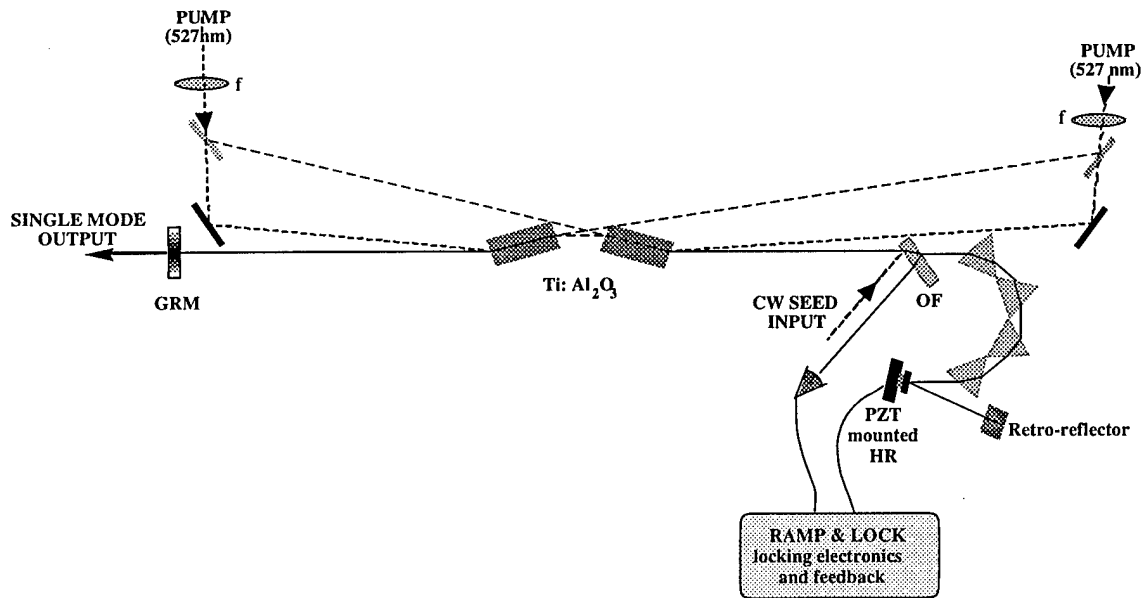 PUMP
(527nm)
f
PUMP
(527 nm)
f
SINGLE MODE
OUTPUT
GRM
Ti: Al2O3
CW SEED
INPUT
OF
PZT
mounted
HR
Retro-reflector
RAMP & LOCK
locking electronics
and feedback